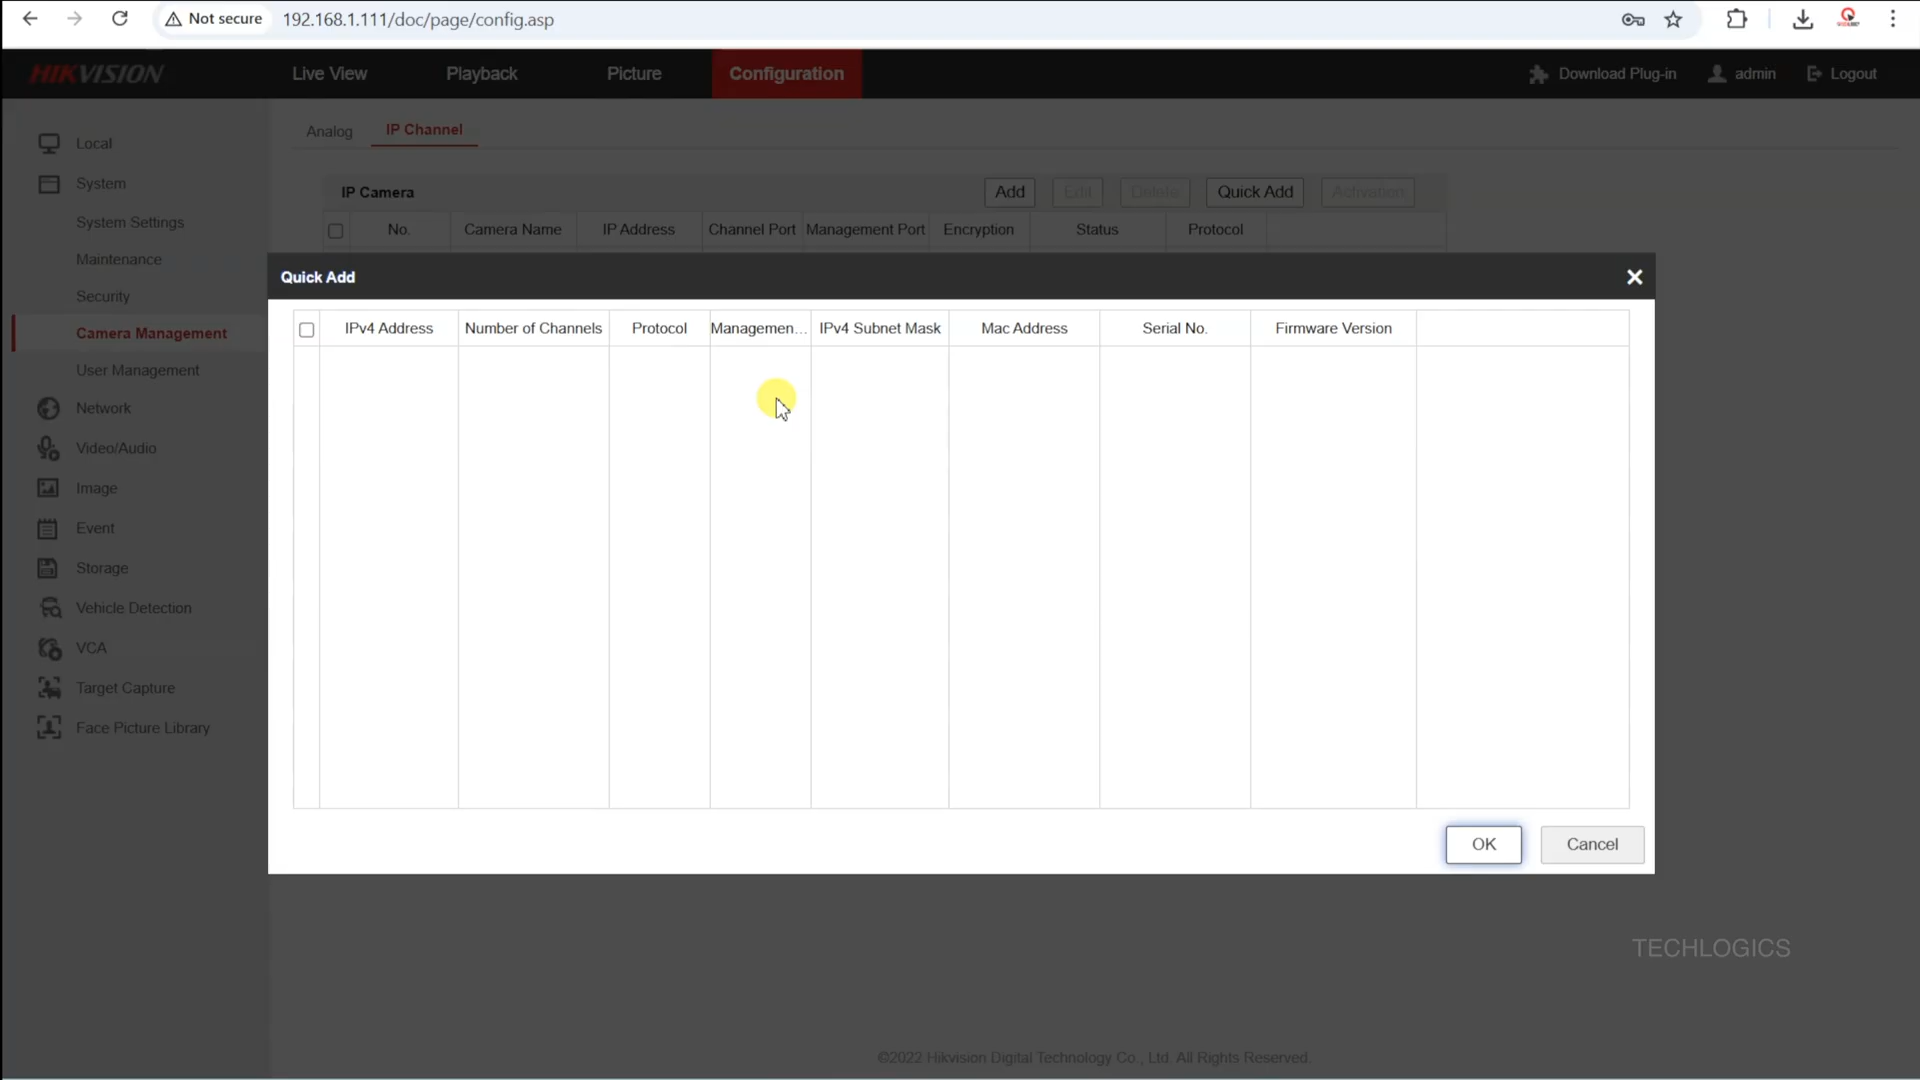 Not secure 192.168.1.111/doc/page/config.asp
HIKVISION Live View Playback Picture Configuration Download Plug-in admin Logout
Analog IP Channel
Local
System
System Settings
Maintenance
Security
Camera Management
User Management
Network
Video/Audio
Image
Event
Storage
Vehicle Detection
VCA
Target Capture
Face Picture Library
IP Camera Add Edit Delete Quick Add Activation
No. Camera Name IP Address Channel Port Management Port Encryption Status Protocol
Quick Add
IPv4 Address Number of Channels Protocol Managemen... IPv4 Subnet Mask Mac Address Serial No. Firmware Version
OK Cancel
TECHLOGICS
©2022 Hikvision Digital Technology Co., Ltd. All Rights Reserved.